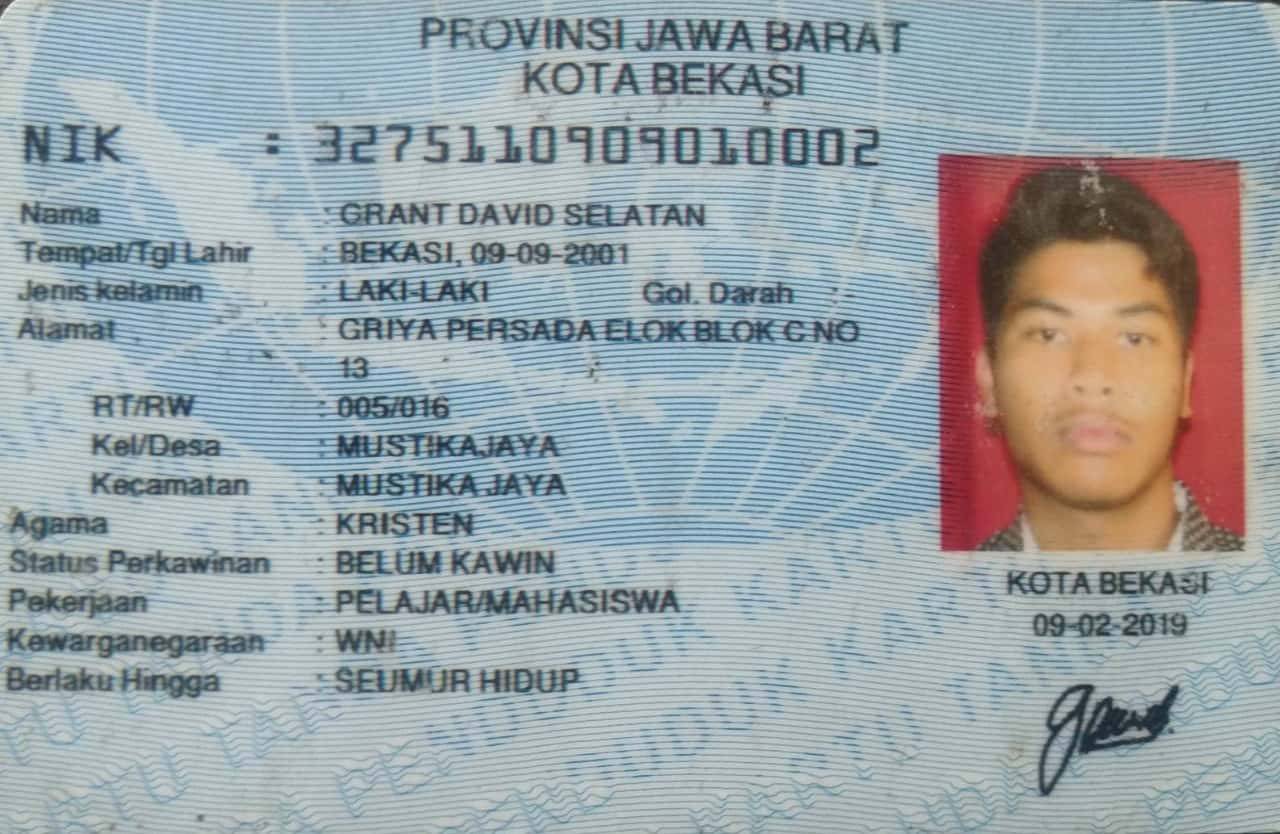 PROVINSI JAWA BARAT
KOTA BEKASI
NIK : 3275110909010002
Nama : GRANT DAVID SELATAN
Tempat/Tgl Lahir : BEKASI, 09-09-2001
Jenis kelamin : LAKI-LAKI Gol. Darah : -
Alamat : GRIYA PERSADA ELOK BLOK C NO
13
RT/RW : 005/016
Kel/Desa : MUSTIKAJAYA
Kecamatan : MUSTIKA JAYA
Agama : KRISTEN
Status Perkawinan : BELUM KAWIN
Pekerjaan : PELAJAR/MAHASISWA
Kewarganegaraan : WNI
Berlaku Hingga : SEUMUR HIDUP
KOTA BEKASI
09-02-2019